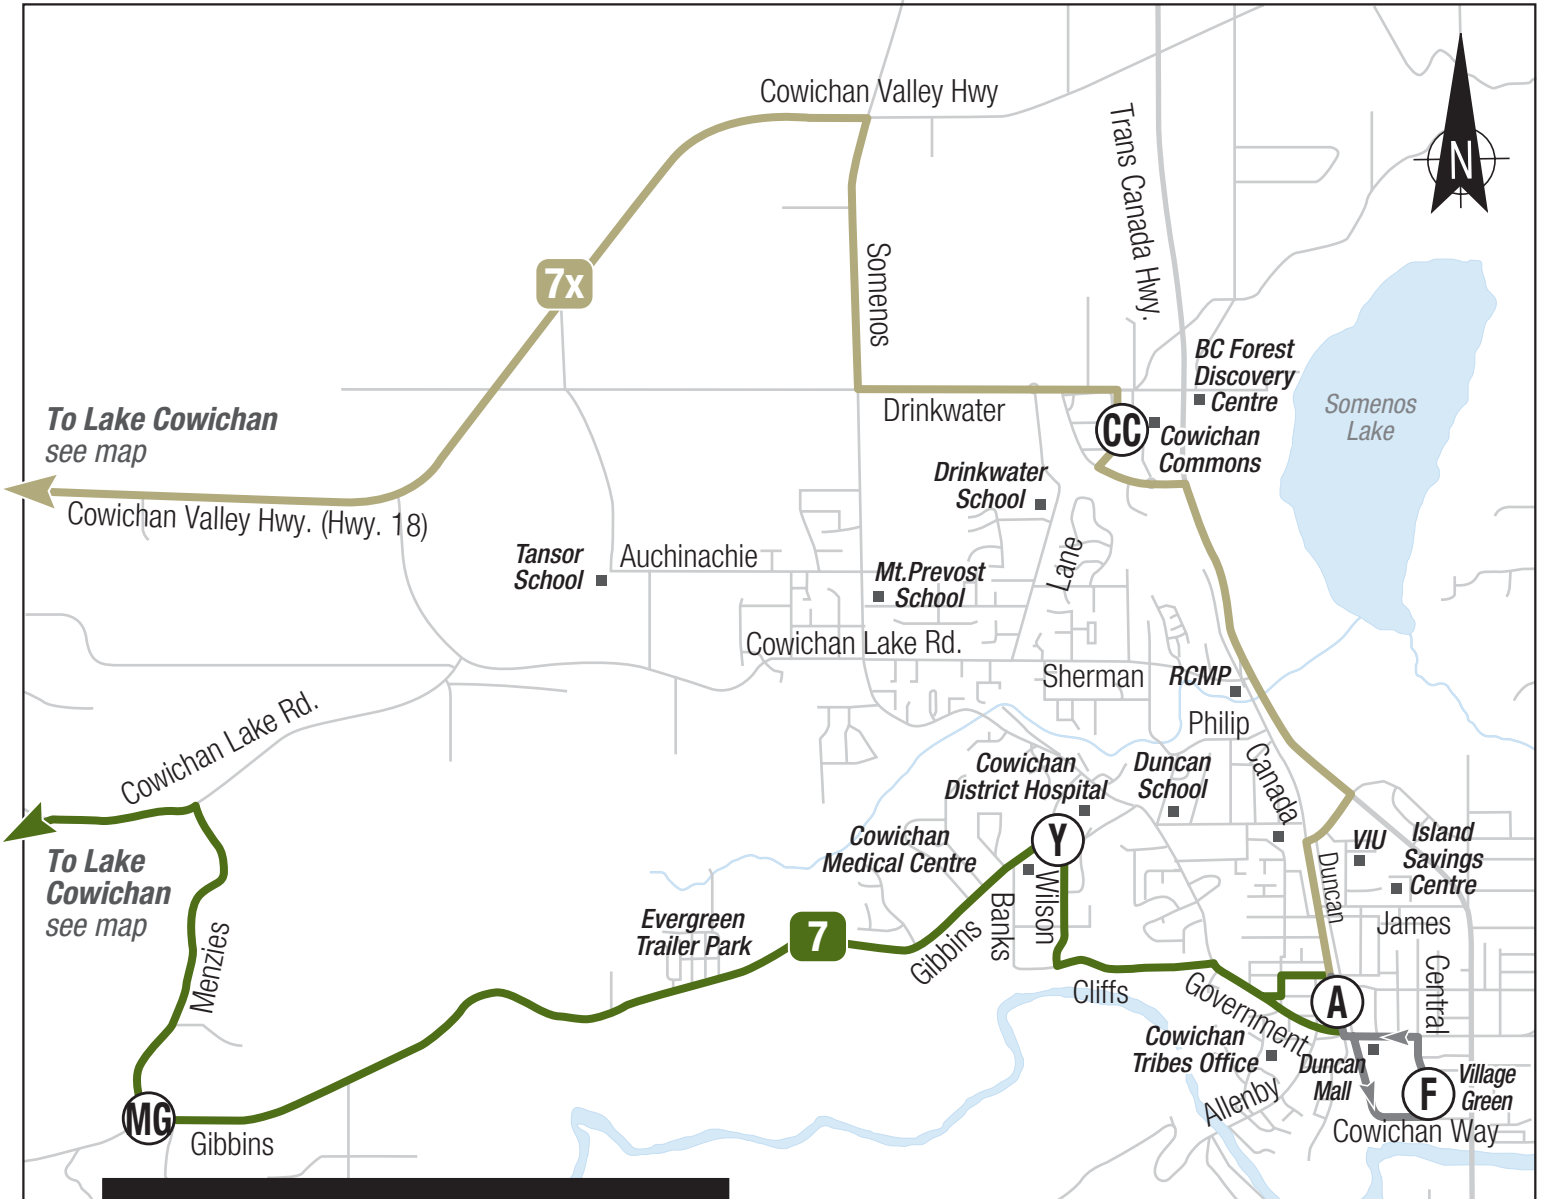 Cowichan Valley Hwy
Trans Canada Hwy.
N
7x
Somenos
BC Forest
Discovery
Centre
To Lake Cowichan
see map
Drinkwater
CC
Cowichan
Commons
Somenos
Lake
Drinkwater
School
Cowichan Valley Hwy. (Hwy. 18)
Tansor
School
Auchinachie
Lane
Mt.Prevost
School
Cowichan Lake Rd.
Sherman
RCMP
Cowichan Lake Rd.
Philip
Canada
Cowichan
District Hospital
Duncan
School
Cowichan
Medical Centre
Y
VIU
Island
Savings
Centre
To Lake
Cowichan
see map
Duncan
Wilson
Banks
James
Evergreen
Trailer Park
7
Gibbins
Menzies
Cliffs
Government
A
Central
Cowichan
Tribes Office
Duncan
Mall
F
Village
Green
MG
Gibbins
Allenby
Cowichan Way